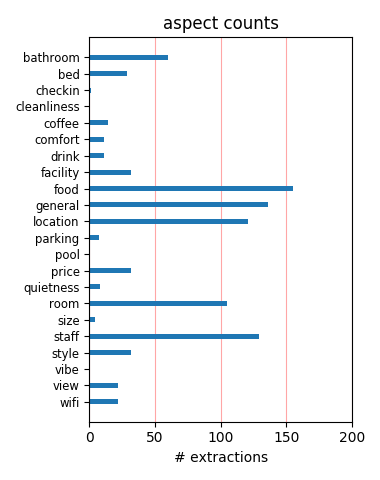 aspect counts
bathroom
bed
checkin
cleanliness
coffee
comfort
drink
facility
food
general
location
parking
pool
price
quietness
room
size
staff
style
vibe
view
wifi
0 50 100 150 200
# extractions